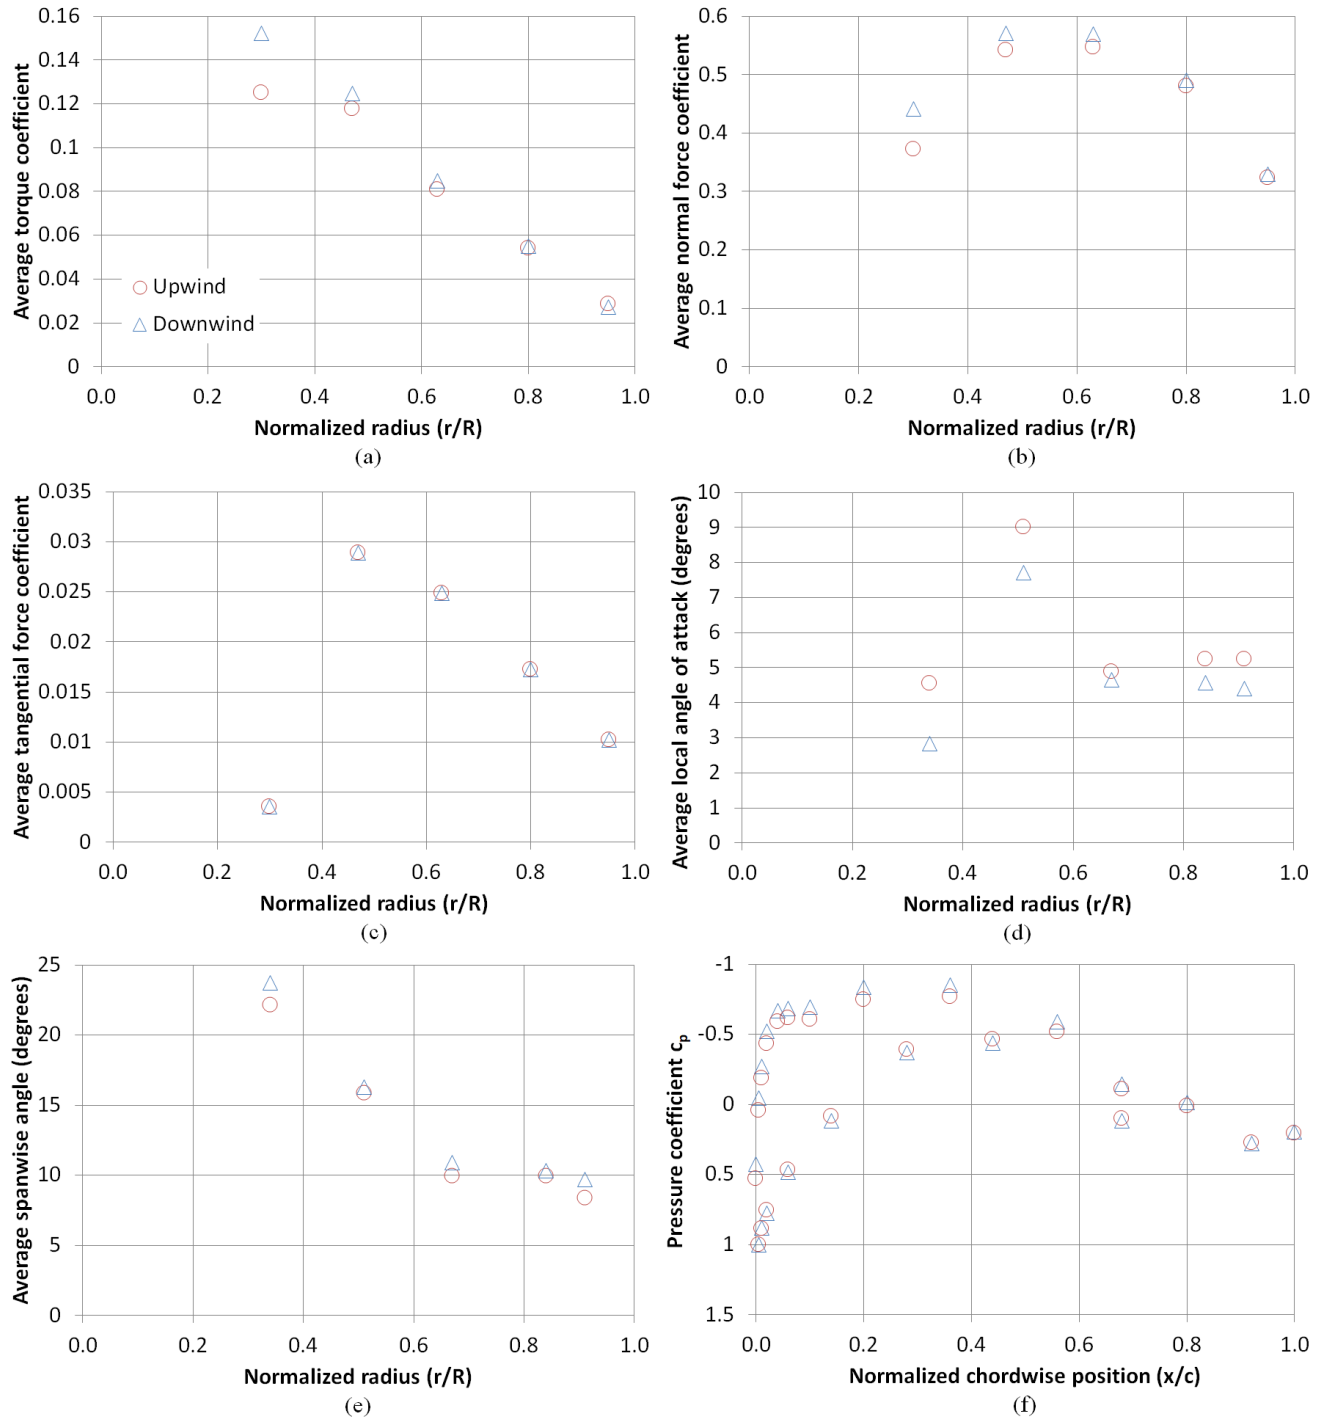 Average torque coefficient
0.16
0.14
0.12
0.1
0.08
0.06
0.04
0.02
0
Upwind
Downwind
0.0 0.2 0.4 0.6 0.8 1.0
Normalized radius (r/R)
(a)
Average normal force coefficient
0.6
0.5
0.4
0.3
0.2
0.1
0
0.0 0.2 0.4 0.6 0.8 1.0
Normalized radius (r/R)
(b)
Average tangential force coefficient
0.035
0.03
0.025
0.02
0.015
0.01
0.005
0
0.0 0.2 0.4 0.6 0.8 1.0
Normalized radius (r/R)
(c)
Average local angle of attack (degrees)
10
9
8
7
6
5
4
3
2
1
0
0.0 0.2 0.4 0.6 0.8 1.0
Normalized radius (r/R)
(d)
Average spanwise angle (degrees)
25
20
15
10
5
0
0.0 0.2 0.4 0.6 0.8 1.0
Normalized radius (r/R)
(e)
Pressure coefficient cp
-1
-0.5
0
0.5
1
1.5
0.0 0.2 0.4 0.6 0.8 1.0
Normalized chordwise position (x/c)
(f)